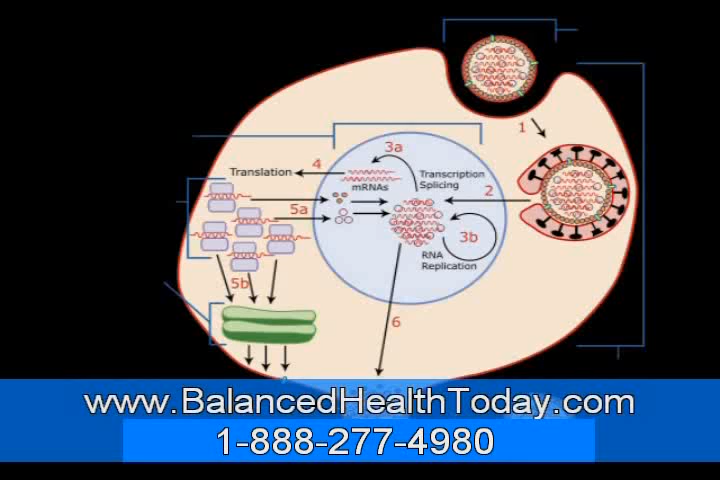 1
3a
4
Translation
mRNAs
Transcription
Splicing
2
5a
3b
RNA
Replication
5b
6
www.BalancedHealthToday.com
1-888-277-4980